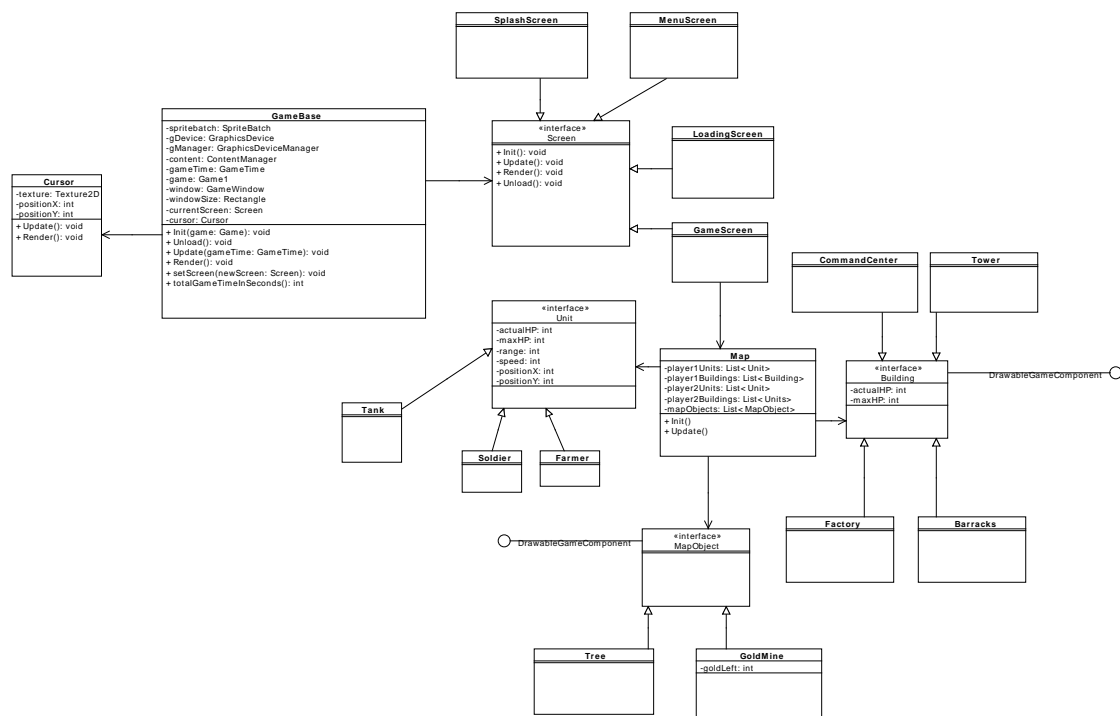 SplashScreen
MenuScreen
GameBase
-spritebatch: SpriteBatch
-gDevice: GraphicsDevice
-gManager: GraphicsDeviceManager
-content: ContentManager
-gameTime: GameTime
-game: Game1
-window: GameWindow
-windowSize: Rectangle
-currentScreen: Screen
-cursor: Cursor
+ Init(game: Game): void
+ Unload(): void
+ Update(gameTime: GameTime): void
+ Render(): void
+ setScreen(newScreen: Screen): void
+ totalGameTimeInSeconds(): int
«interface»
Screen
+ Init(): void
+ Update(): void
+ Render(): void
+ Unload(): void
LoadingScreen
Cursor
-texture: Texture2D
-positionX: int
-positionY: int
+ Update(): void
+ Render(): void
GameScreen
CommandCenter
Tower
«interface»
Unit
-actualHP: int
-maxHP: int
-range: int
-speed: int
-positionX: int
-positionY: int
Map
-player1Units: List< Unit>
-player1Buildings: List< Building>
-player2Units: List< Unit>
-player2Buildings: List< Units>
-mapObjects: List< MapObject>
+ Init()
+ Update()
«interface»
Building
-actualHP: int
-maxHP: int
DrawableGameComponent
Tank
Soldier
Farmer
Factory
Barracks
DrawableGameComponent
«interface»
MapObject
Tree
GoldMine
-goldLeft: int